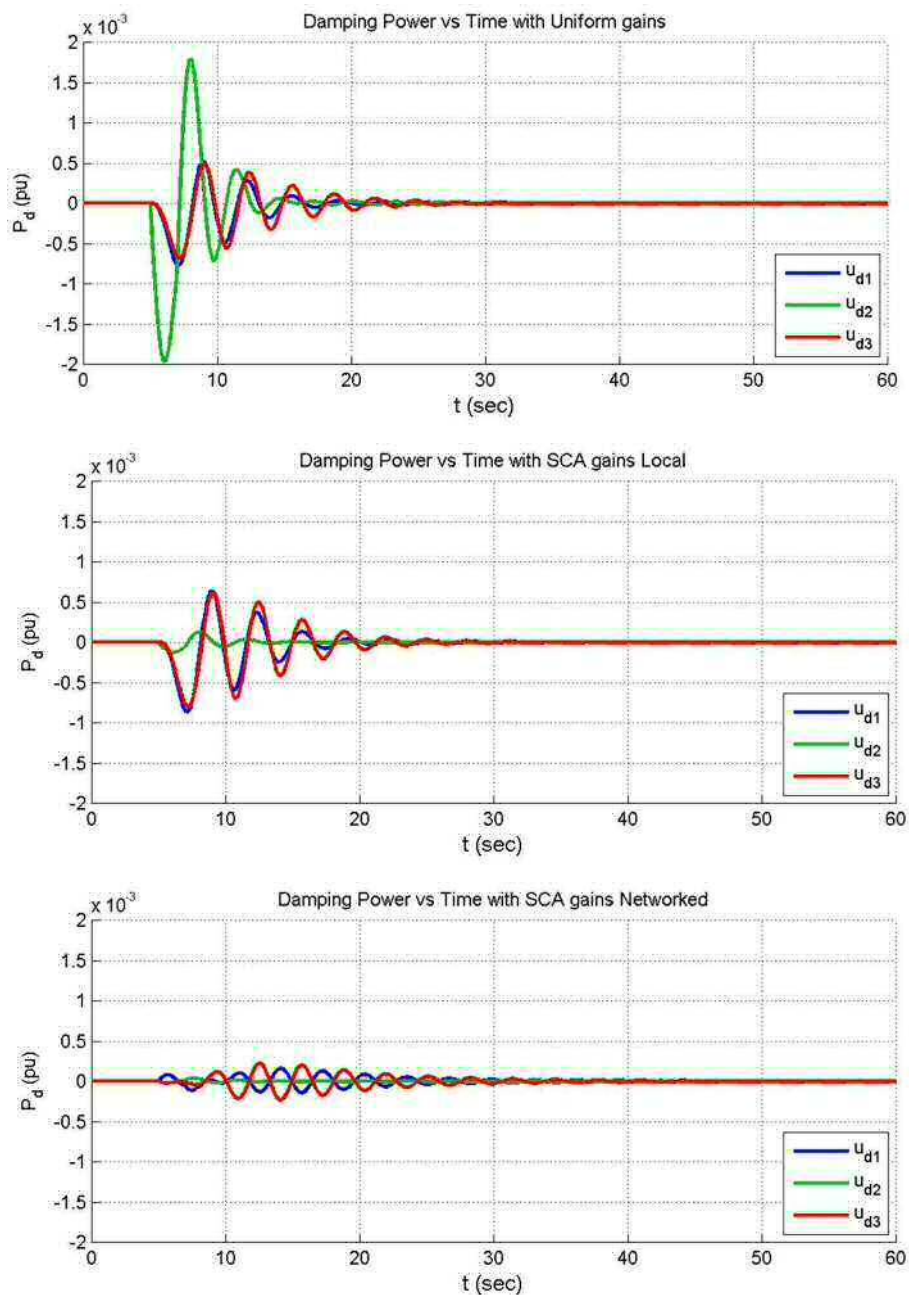 Damping Power vs Time with Uniform gains
x 10⁻³
2
1.5
1
0.5
0
-0.5
-1
-1.5
-2
P_d (pu)
0 10 20 30 40 50 60
t (sec)
u_d1
u_d2
u_d3
Damping Power vs Time with SCA gains Local
x 10⁻³
2
1.5
1
0.5
0
-0.5
-1
-1.5
-2
P_d (pu)
0 10 20 30 40 50 60
t (sec)
u_d1
u_d2
u_d3
Damping Power vs Time with SCA gains Networked
x 10⁻³
2
1.5
1
0.5
0
-0.5
-1
-1.5
-2
P_d (pu)
0 10 20 30 40 50 60
t (sec)
u_d1
u_d2
u_d3